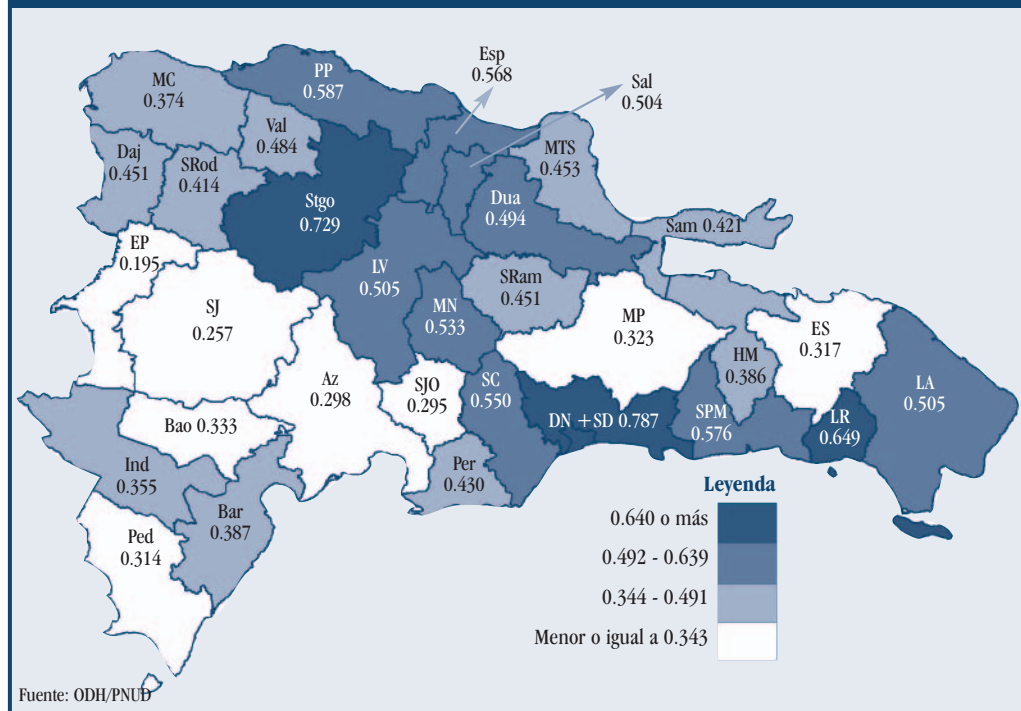 Esp
0.568
Sal
0.504
PP
0.587
MC
0.374
Val
0.484
Daj
0.451
SRod
0.414
MTS
0.453
Stgo
0.729
Dua
0.494
Sam 0.421
EP
0.195
LV
0.505
SRam
0.451
SJ
0.257
MN
0.533
MP
0.323
ES
0.317
HM
0.386
Az
0.298
SJO
0.295
SC
0.550
LA
0.505
Bao 0.333
DN +SD 0.787
SPM
0.576
LR
0.649
Ind
0.355
Per
0.430
Bar
0.387
Ped
0.314
Leyenda
0.640 o más
0.492 - 0.639
0.344 - 0.491
Menor o igual a 0.343
Fuente: ODH/PNUD